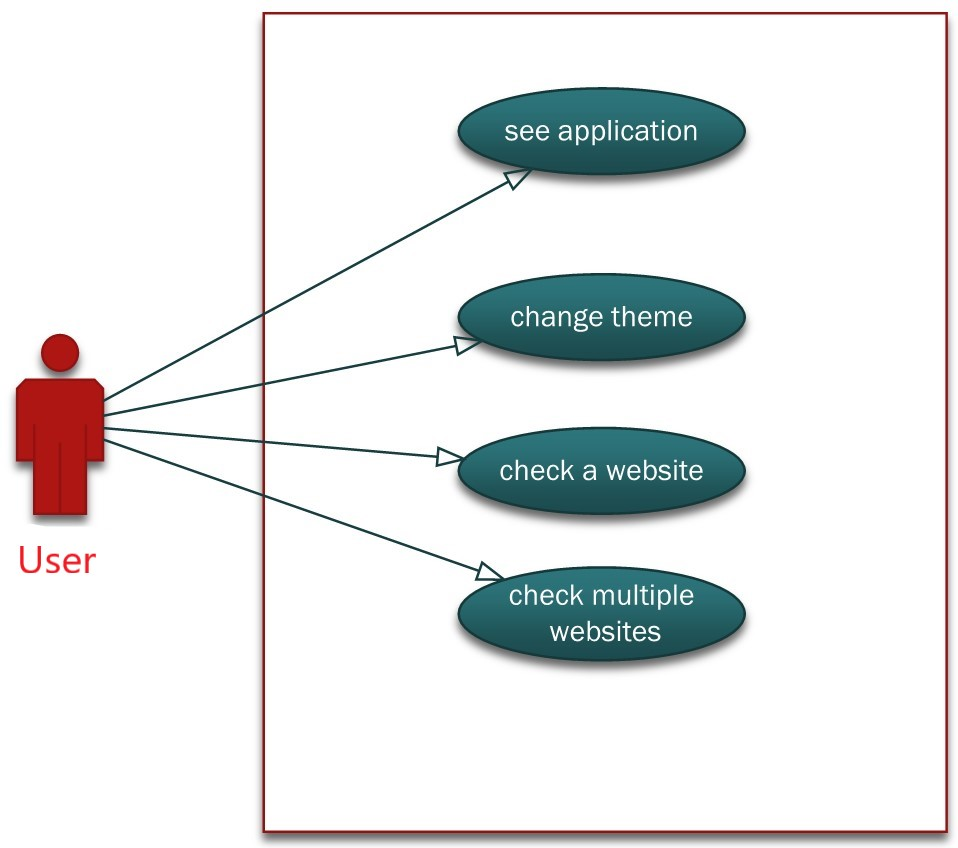 see application
change theme
check a website
check multiple
websites
User